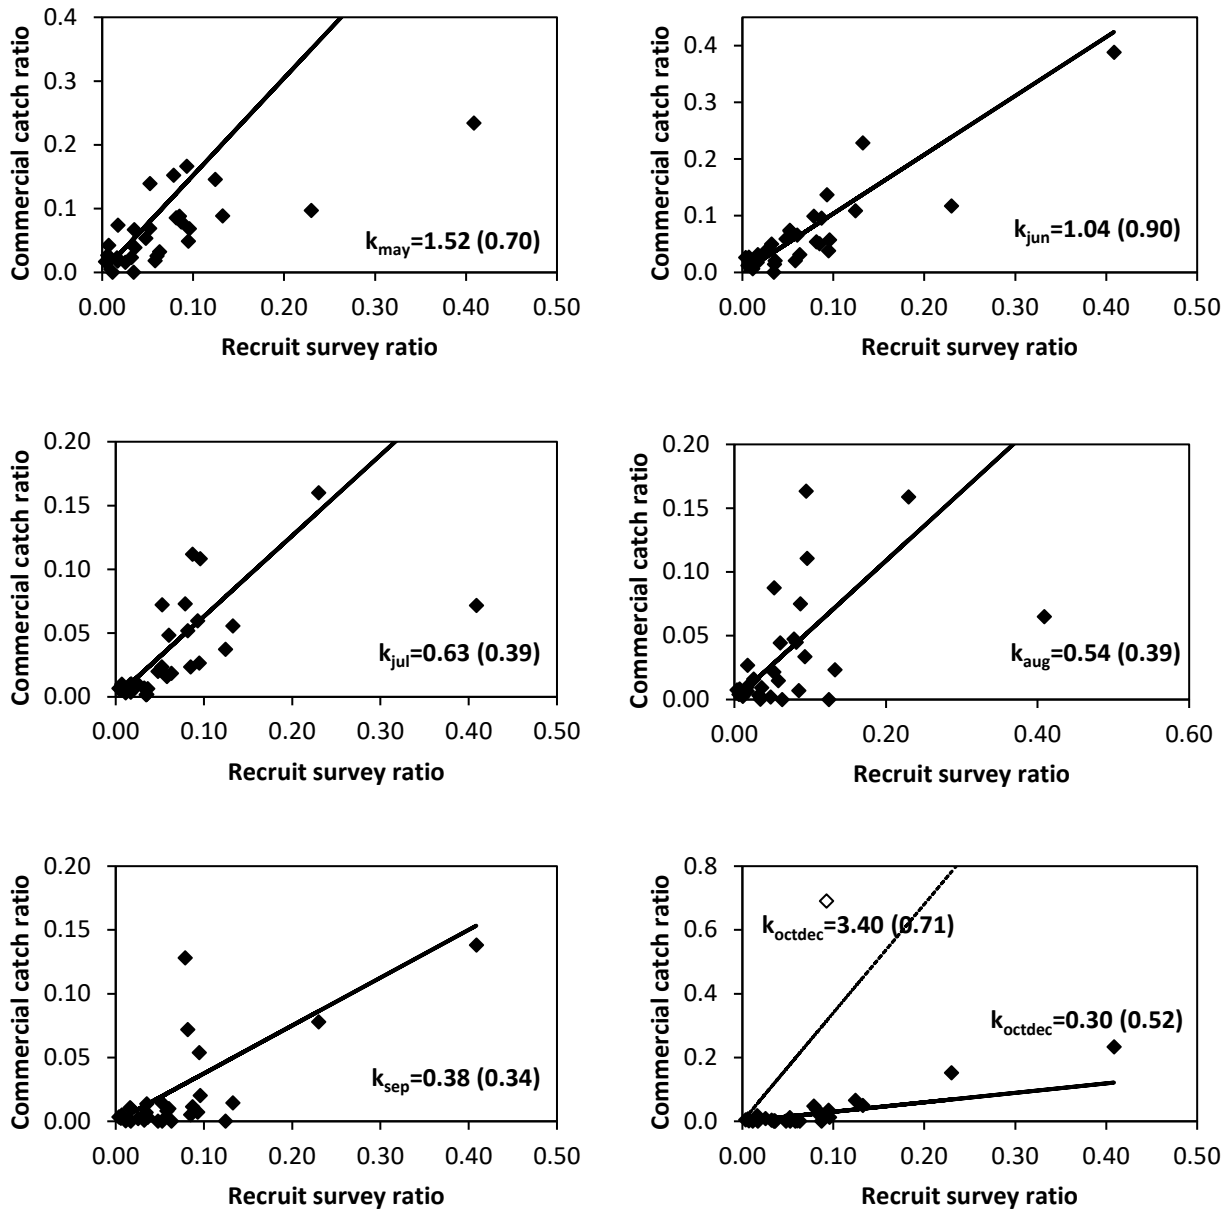 Commercial catch ratio
0.4
0.3
0.2
0.1
0.0
k_may=1.52 (0.70)
0.00 0.10 0.20 0.30 0.40 0.50
Recruit survey ratio
Commercial catch ratio
0.4
0.3
0.2
0.1
0.0
k_jun=1.04 (0.90)
0.00 0.10 0.20 0.30 0.40 0.50
Recruit survey ratio
Commercial catch ratio
0.20
0.15
0.10
0.05
0.00
k_jul=0.63 (0.39)
0.00 0.10 0.20 0.30 0.40 0.50
Recruit survey ratio
Commercial catch ratio
0.20
0.15
0.10
0.05
0.00
k_aug=0.54 (0.39)
0.00 0.20 0.40 0.60
Recruit survey ratio
Commercial catch ratio
0.20
0.15
0.10
0.05
0.00
k_sep=0.38 (0.34)
0.00 0.10 0.20 0.30 0.40 0.50
Recruit survey ratio
Commercial catch ratio
0.8
0.6
0.4
0.2
0.0
k_octdec=3.40 (0.71)
k_octdec=0.30 (0.52)
0.00 0.10 0.20 0.30 0.40 0.50
Recruit survey ratio